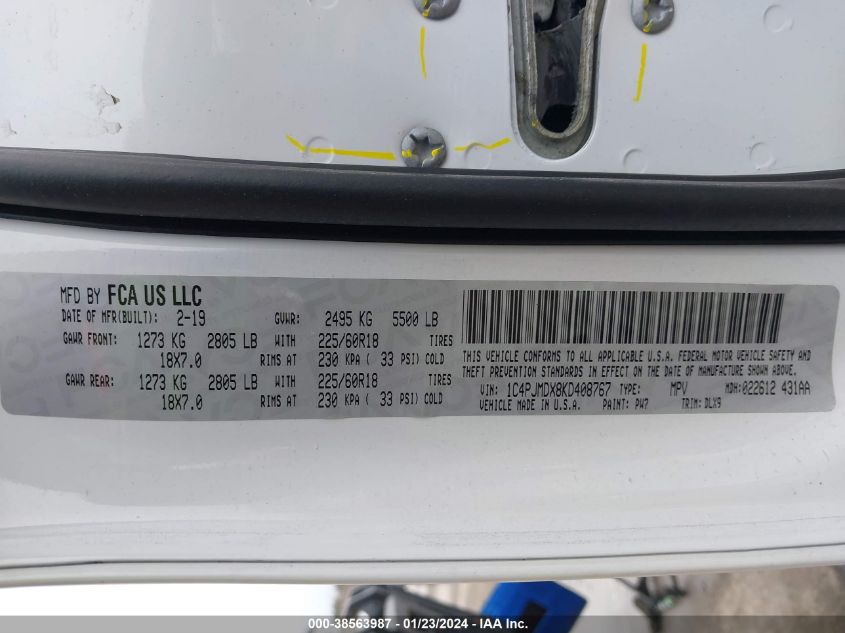 MFD BY FCA US LLC
DATE OF MFR(BUILT): 2-19 GVWR: 2495 KG 5500 LB
GAWR FRONT: 1273 KG 2805 LB WITH 225/60R18 TIRES
18X7.0 RIMS AT 230 KPA ( 33 PSI) COLD
GAWR REAR: 1273 KG 2805 LB WITH 225/60R18 TIRES
18X7.0 RIMS AT 230 KPA ( 33 PSI) COLD
THIS VEHICLE CONFORMS TO ALL APPLICABLE U.S.A. FEDERAL MOTOR VEHICLE SAFETY AND
THEFT PREVENTION STANDARDS IN EFFECT ON THE DATE OF MANUFACTURE SHOWN ABOVE.
VIN: 1C4PJMDX8KD408767 TYPE: MPV MDH: 022612 431AA
VEHICLE MADE IN U.S.A. PAINT: PW7 TRIM: DLX9
000-38563987 - 01/23/2024 - IAA Inc.